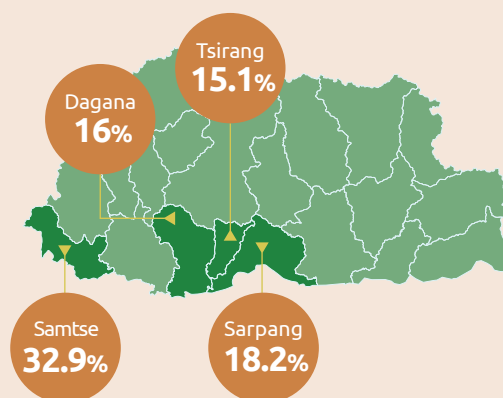 Tsirang
15.1%
Dagana
16%
Samtse
32.9%
Sarpang
18.2%